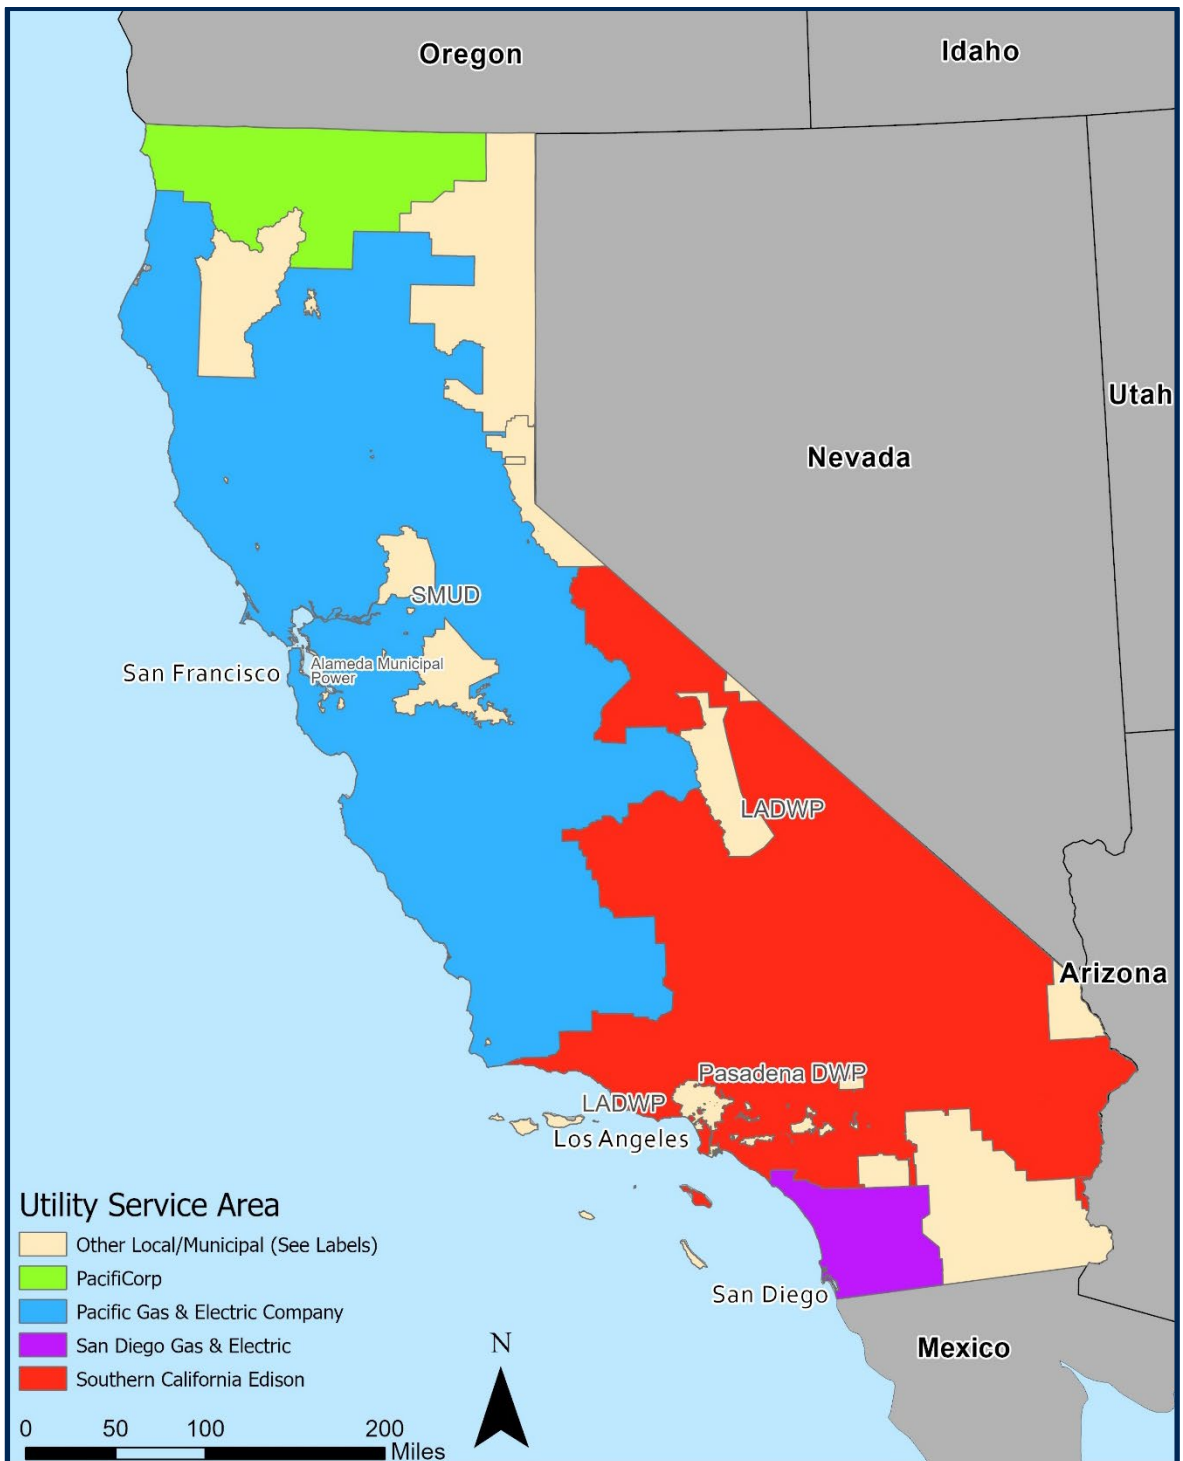 Oregon
Idaho
Utah
Nevada
SMUD
San Francisco
Alameda Municipal
Power
LADWP
Arizona
Pasadena DWP
LADWP
Los Angeles
San Diego
Mexico
Utility Service Area
Other Local/Municipal (See Labels)
PacifiCorp
Pacific Gas & Electric Company
San Diego Gas & Electric
Southern California Edison
N
0 50 100 200
Miles